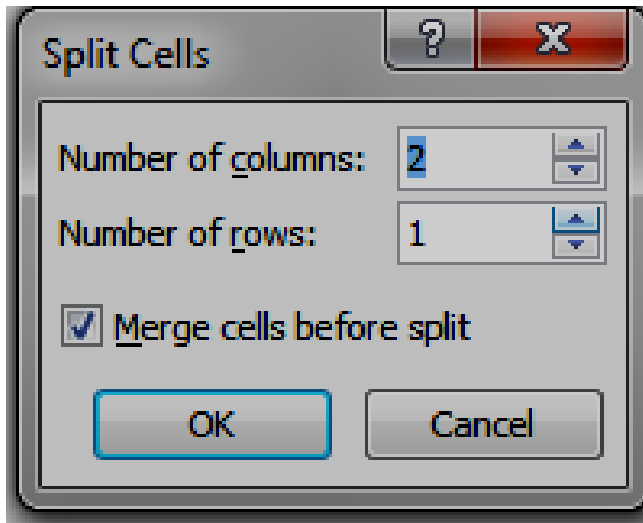 Split Cells
Number of columns: 2
Number of rows: 1
Merge cells before split
OK Cancel